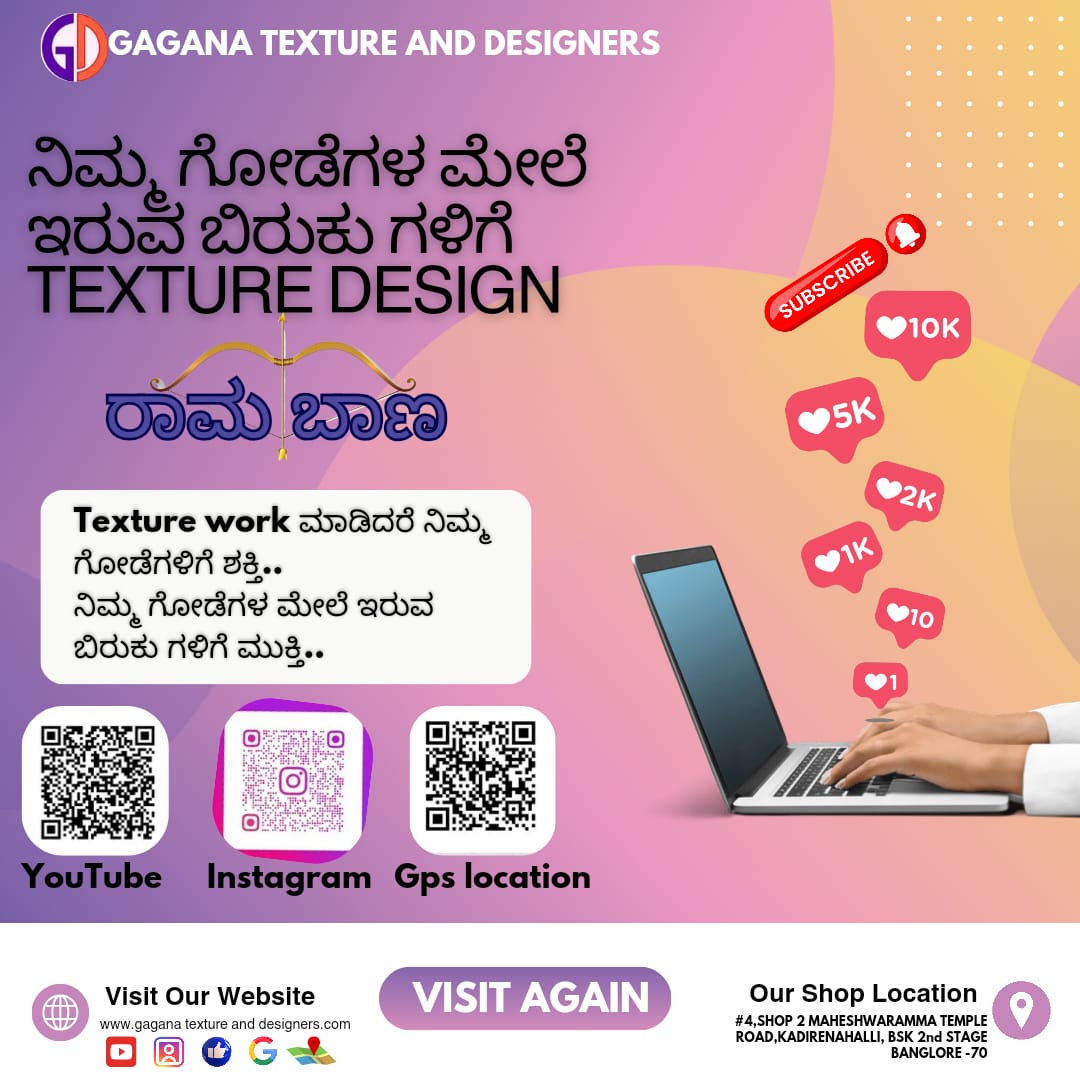 GD
GAGANA TEXTURE AND DESIGNERS
ನಿಮ್ಮ ಗೋಡೆಗಳ ಮೇಲೆ
ಇರುವ ಬಿರುಕು ಗಳಿಗೆ
TEXTURE DESIGN
ರಾಮ ಬಾಣ
SUBSCRIBE
10K
5K
2K
1K
10
1
Texture work ಮಾಡಿದರೆ ನಿಮ್ಮ
ಗೋಡೆಗಳಿಗೆ ಶಕ್ತಿ..
ನಿಮ್ಮ ಗೋಡೆಗಳ ಮೇಲೆ ಇರುವ
ಬಿರುಕು ಗಳಿಗೆ ಮುಕ್ತಿ..
YouTube
Instagram
Gps location
Visit Our Website
www.gagana texture and designers.com
VISIT AGAIN
Our Shop Location
#4,SHOP 2 MAHESHWARAMMA TEMPLE
ROAD,KADIRENAHALLI, BSK 2nd STAGE
BANGLORE -70